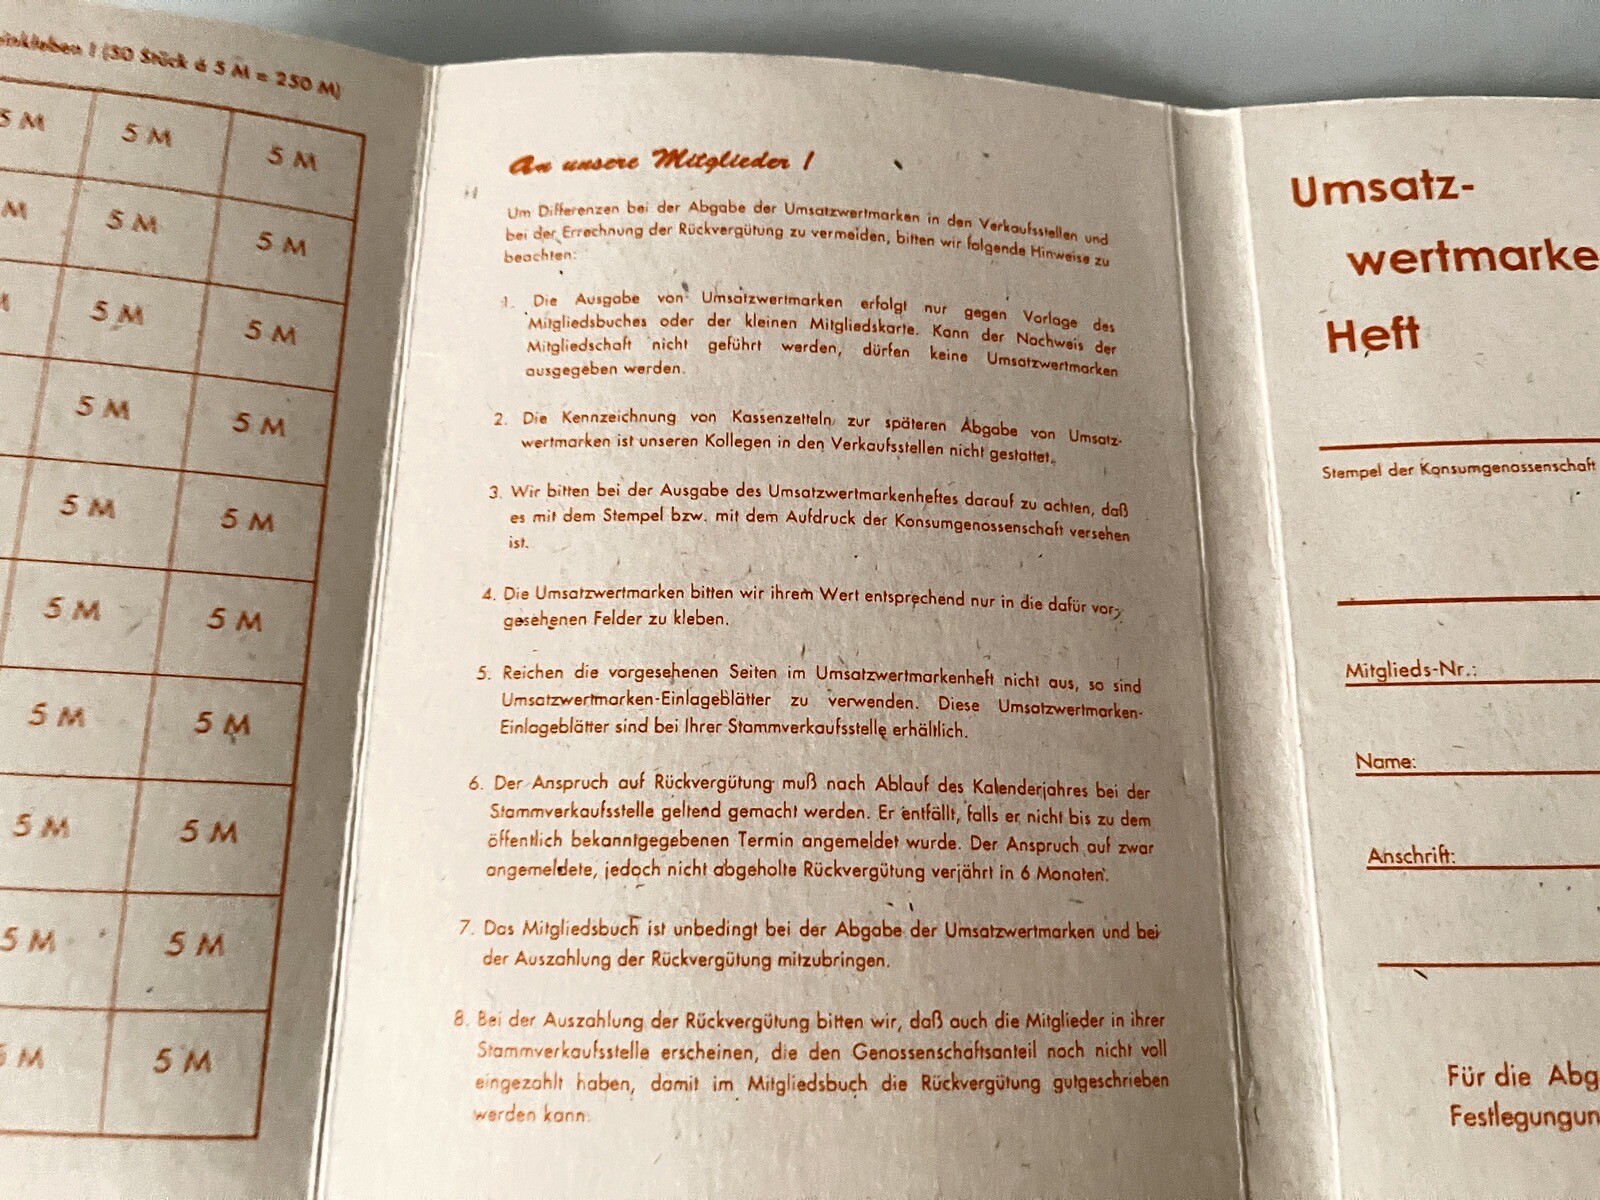 einkleben ! (50 Stück á 5 M = 250 M)
5 M 5 M 5 M
M 5 M 5 M
5 M 5 M
5 M 5 M
5 M 5 M
5 M 5 M
5 M 5 M
5 M 5 M
5 M 5 M
5 M 5 M
An unsere Mitglieder !
Um Differenzen bei der Abgabe der Umsatzwertmarken in den Verkaufsstellen und
bei der Errechnung der Rückvergütung zu vermeiden, bitten wir folgende Hinweise zu
beachten:
1. Die Ausgabe von Umsatzwertmarken erfolgt nur gegen Vorlage des
Mitgliedsbuches oder der kleinen Mitgliedskarte. Kann der Nachweis der
Mitgliedschaft nicht geführt werden, dürfen keine Umsatzwertmarken
ausgegeben werden.
2. Die Kennzeichnung von Kassenzetteln zur späteren Abgabe von Umsatz-
wertmarken ist unseren Kollegen in den Verkaufsstellen nicht gestattet.
3. Wir bitten bei der Ausgabe des Umsatzwertmarkenheftes darauf zu achten, daß
es mit dem Stempel bzw. mit dem Aufdruck der Konsumgenossenschaft versehen
ist.
4. Die Umsatzwertmarken bitten wir ihrem Wert entsprechend nur in die dafür vor-
gesehenen Felder zu kleben.
5. Reichen die vorgesehenen Seiten im Umsatzwertmarkenheft nicht aus, so sind
Umsatzwertmarken-Einlageblätter zu verwenden. Diese Umsatzwertmarken-
Einlageblätter sind bei Ihrer Stammverkaufsstelle erhältlich.
6. Der Anspruch auf Rückvergütung muß nach Ablauf des Kalenderjahres bei der
Stammverkaufsstelle geltend gemacht werden. Er entfällt, falls er nicht bis zu dem
öffentlich bekanntgegebenen Termin angemeldet wurde. Der Anspruch auf zwar
angemeldete, jedoch nicht abgeholte Rückvergütung verjährt in 6 Monaten.
7. Das Mitgliedsbuch ist unbedingt bei der Abgabe der Umsatzwertmarken und bei
der Auszahlung der Rückvergütung mitzubringen.
8. Bei der Auszahlung der Rückvergütung bitten wir, daß auch die Mitglieder in ihrer
Stammverkaufsstelle erscheinen, die den Genossenschaftsanteil noch nicht voll
eingezahlt haben, damit im Mitgliedsbuch die Rückvergütung gutgeschrieben
werden kann.
Umsatz-
wertmarke
Heft
Stempel der Konsumgenossenschaft
Mitglieds-Nr.:
Name:
Anschrift:
Für die Abg
Festlegungun